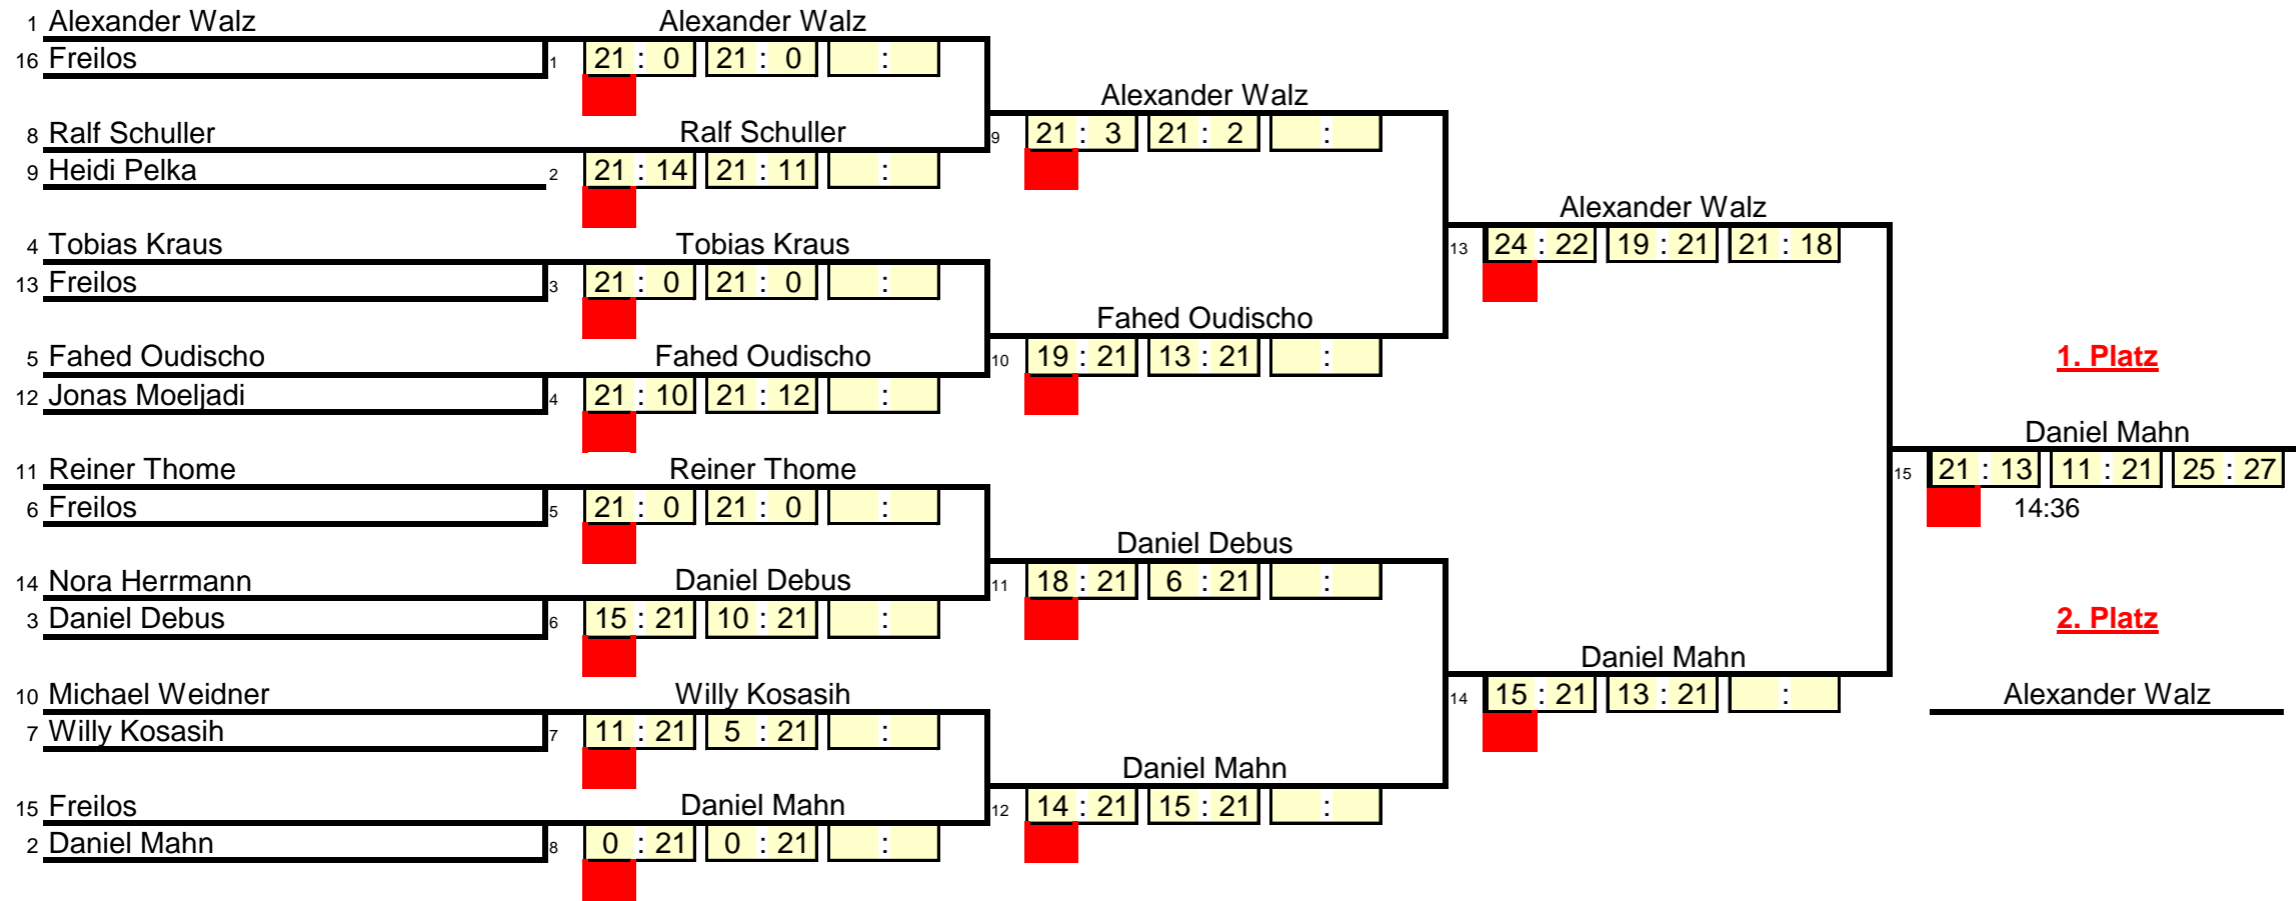 1 Alexander Walz Alexander Walz
16 Freilos 1 21 : 0 21 : 0 :
Alexander Walz
8 Ralf Schuller Ralf Schuller 9 21 : 3 21 : 2 :
9 Heidi Pelka 2 21 : 14 21 : 11 :
Alexander Walz
4 Tobias Kraus Tobias Kraus 13 24 : 22 19 : 21 21 : 18
13 Freilos 3 21 : 0 21 : 0 :
Fahed Oudischo
5 Fahed Oudischo Fahed Oudischo 10 19 : 21 13 : 21 : 1. Platz
12 Jonas Moeljadi 4 21 : 10 21 : 12 :
Daniel Mahn
11 Reiner Thome Reiner Thome 15 21 : 13 11 : 21 25 : 27
6 Freilos 5 21 : 0 21 : 0 : 14:36
Daniel Debus
14 Nora Herrmann Daniel Debus 11 18 : 21 6 : 21 :
3 Daniel Debus 6 15 : 21 10 : 21 : 2. Platz
Daniel Mahn
10 Michael Weidner Willy Kosasih 14 15 : 21 13 : 21 : Alexander Walz
7 Willy Kosasih 7 11 : 21 5 : 21 :
Daniel Mahn
15 Freilos Daniel Mahn 12 14 : 21 15 : 21 :
2 Daniel Mahn 8 0 : 21 0 : 21 :